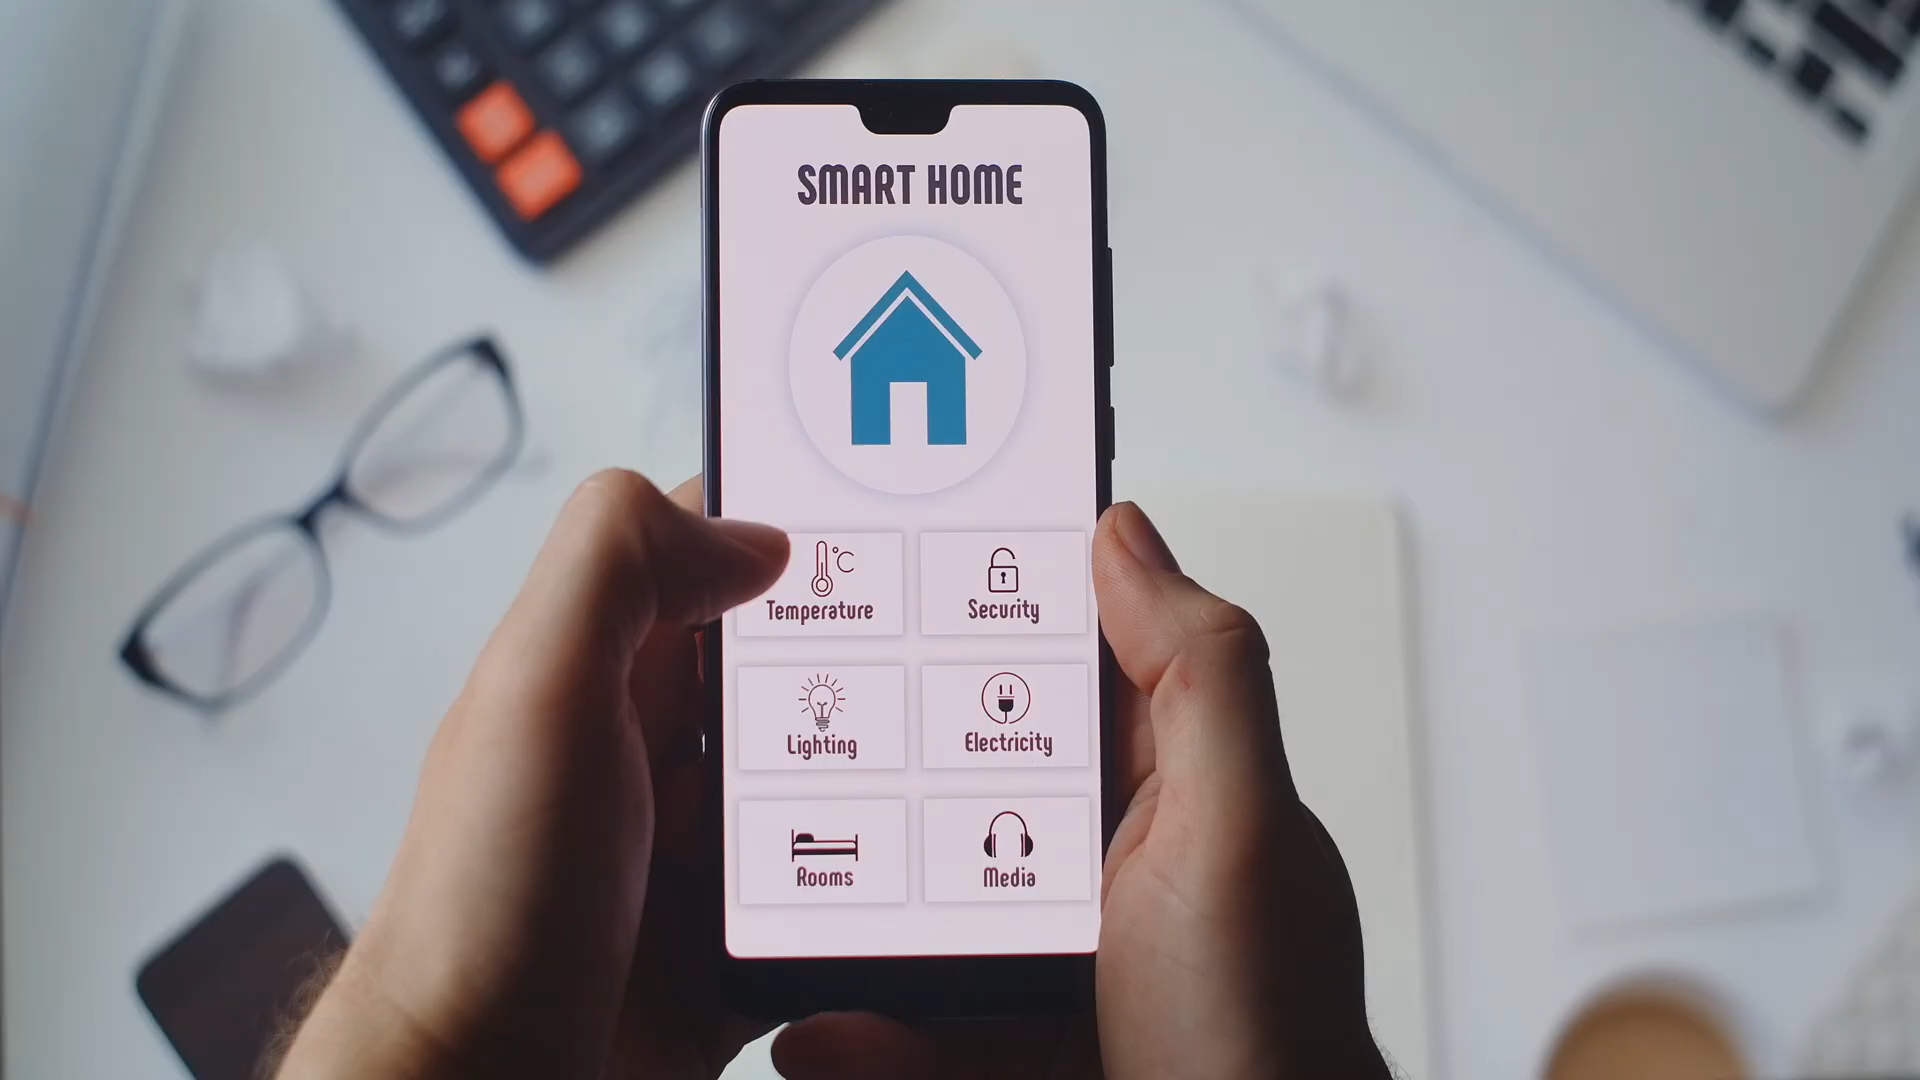 SMART HOME
°C
Temperature
Security
Lighting
Electricity
Rooms
Media